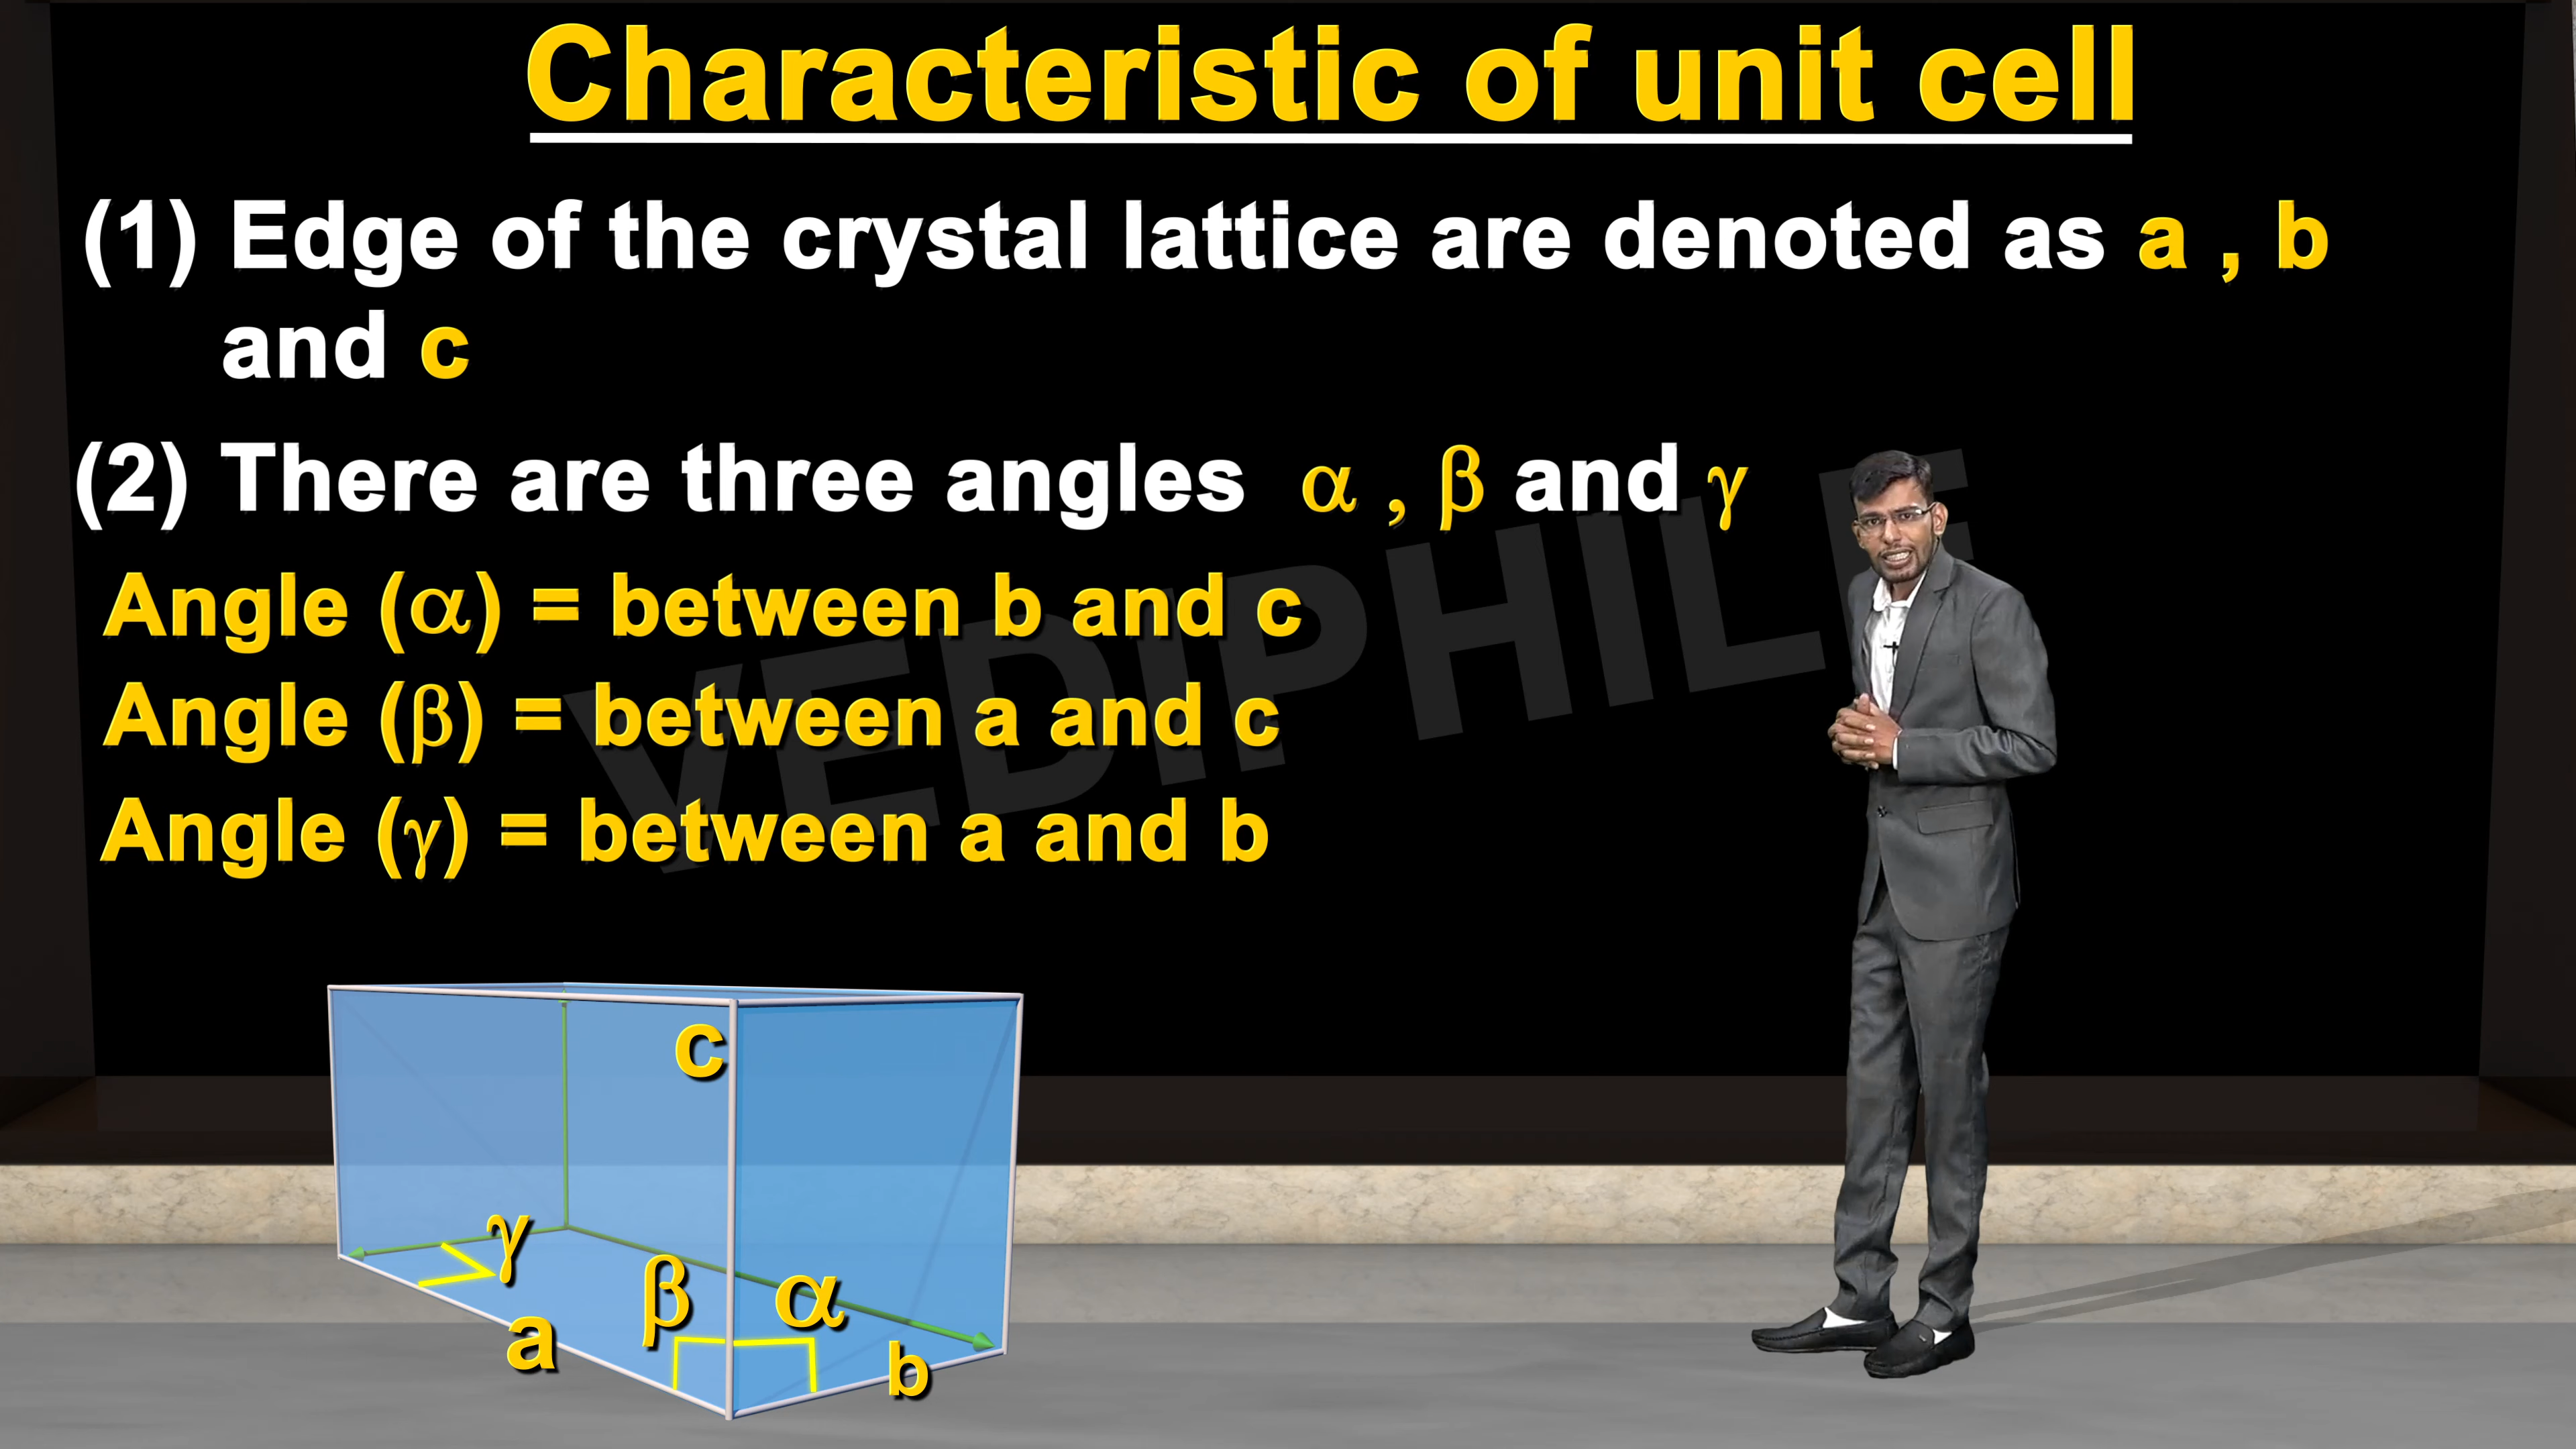 Characteristic of unit cell
(1) Edge of the crystal lattice are denoted as a , b
and c
(2) There are three angles α , β and γ
Angle (α) = between b and c
Angle (β) = between a and c
Angle (γ) = between a and b
VEDIPHILE
c
γ
β
α
a
b